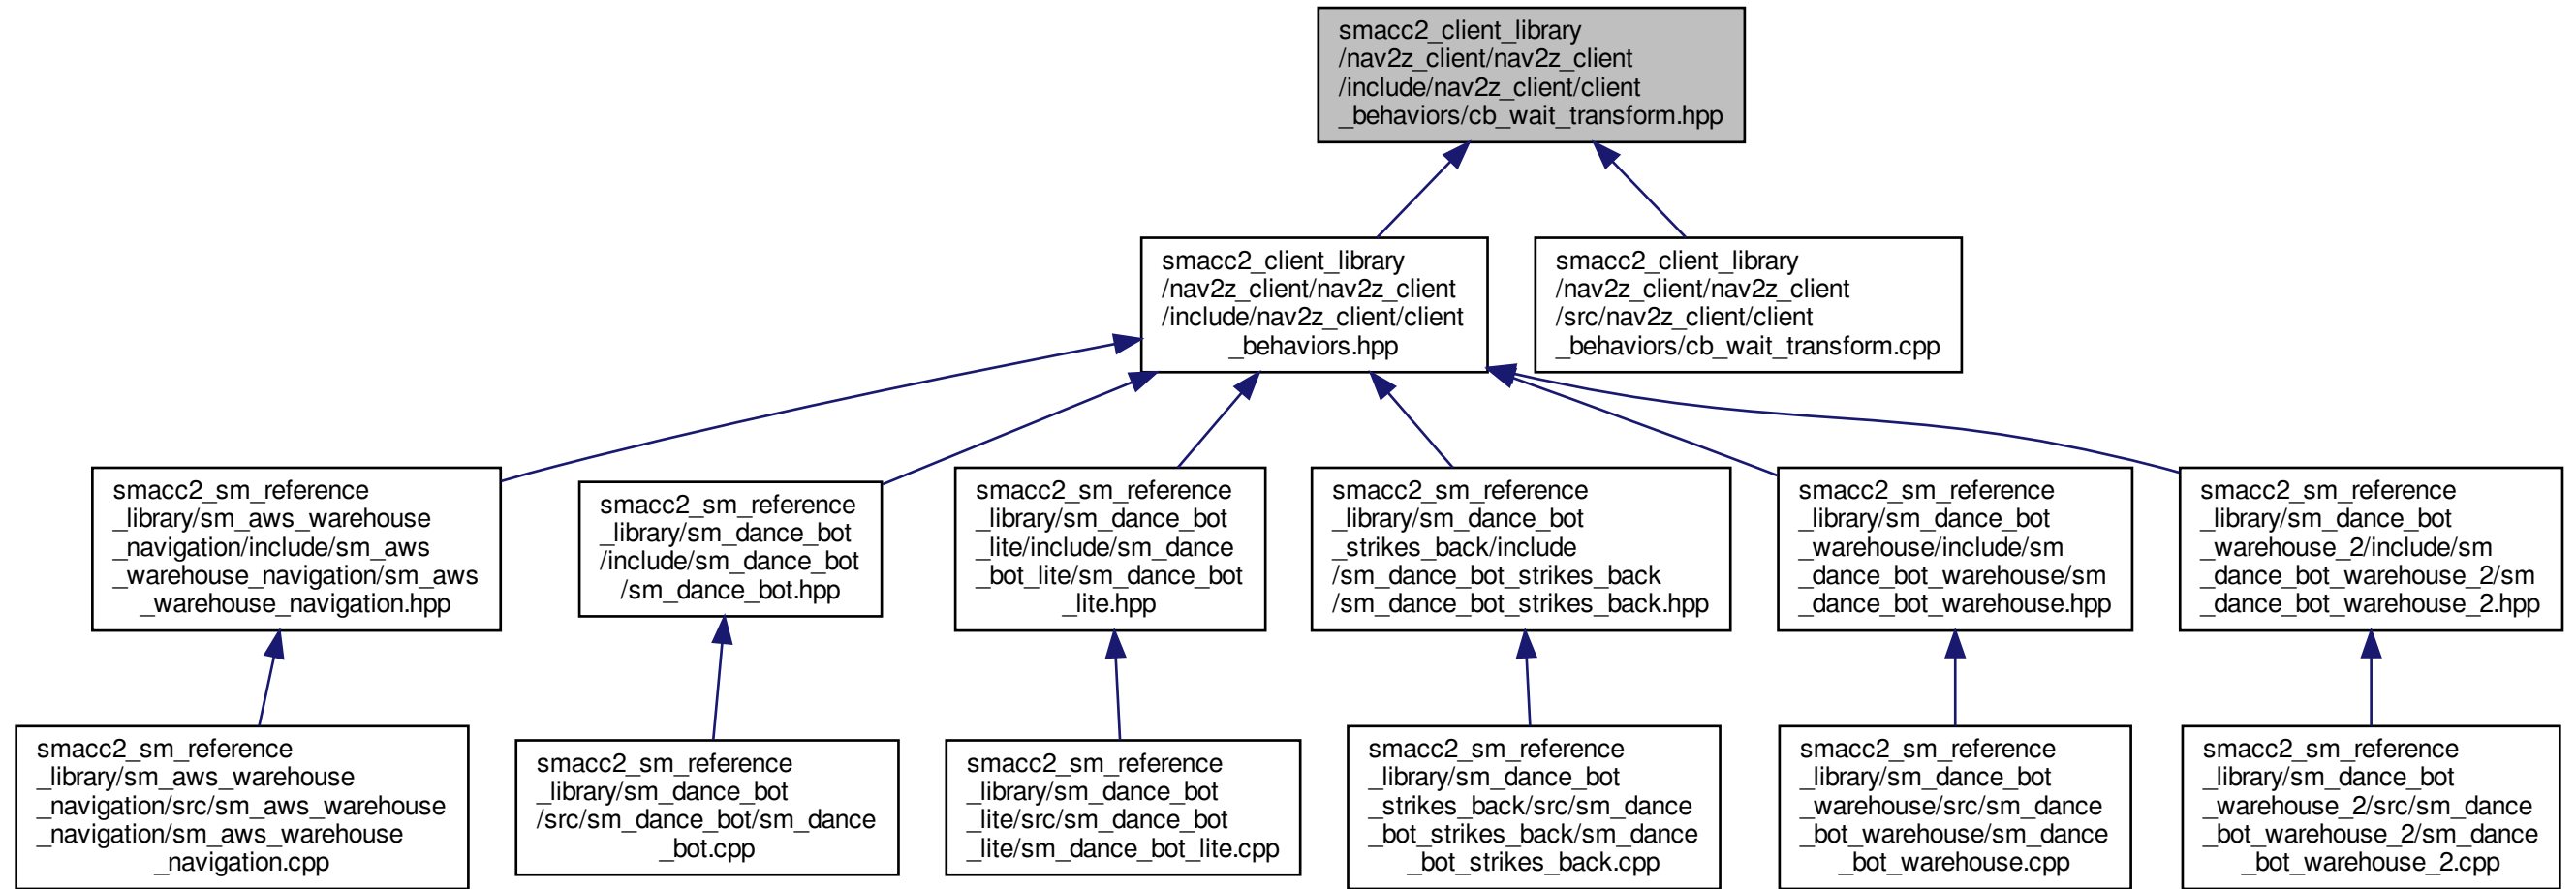 smacc2_client_library
/nav2z_client/nav2z_client
/include/nav2z_client/client
_behaviors/cb_wait_transform.hpp
smacc2_client_library
/nav2z_client/nav2z_client
/include/nav2z_client/client
_behaviors.hpp
smacc2_client_library
/nav2z_client/nav2z_client
/src/nav2z_client/client
_behaviors/cb_wait_transform.cpp
smacc2_sm_reference
_library/sm_aws_warehouse
_navigation/include/sm_aws
_warehouse_navigation/sm_aws
_warehouse_navigation.hpp
smacc2_sm_reference
_library/sm_dance_bot
/include/sm_dance_bot
/sm_dance_bot.hpp
smacc2_sm_reference
_library/sm_dance_bot
_lite/include/sm_dance
_bot_lite/sm_dance_bot
_lite.hpp
smacc2_sm_reference
_library/sm_dance_bot
_strikes_back/include
/sm_dance_bot_strikes_back
/sm_dance_bot_strikes_back.hpp
smacc2_sm_reference
_library/sm_dance_bot
_warehouse/include/sm
_dance_bot_warehouse/sm
_dance_bot_warehouse.hpp
smacc2_sm_reference
_library/sm_dance_bot
_warehouse_2/include/sm
_dance_bot_warehouse_2/sm
_dance_bot_warehouse_2.hpp
smacc2_sm_reference
_library/sm_aws_warehouse
_navigation/src/sm_aws_warehouse
_navigation/sm_aws_warehouse
_navigation.cpp
smacc2_sm_reference
_library/sm_dance_bot
/src/sm_dance_bot/sm_dance
_bot.cpp
smacc2_sm_reference
_library/sm_dance_bot
_lite/src/sm_dance_bot
_lite/sm_dance_bot_lite.cpp
smacc2_sm_reference
_library/sm_dance_bot
_strikes_back/src/sm_dance
_bot_strikes_back/sm_dance
_bot_strikes_back.cpp
smacc2_sm_reference
_library/sm_dance_bot
_warehouse/src/sm_dance
_bot_warehouse/sm_dance
_bot_warehouse.cpp
smacc2_sm_reference
_library/sm_dance_bot
_warehouse_2/src/sm_dance
_bot_warehouse_2/sm_dance
_bot_warehouse_2.cpp